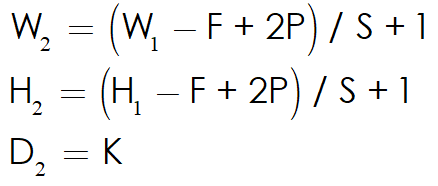 W₂ = (W₁ − F + 2P) / S + 1
H₂ = (H₁ − F + 2P) / S + 1
D₂ = K